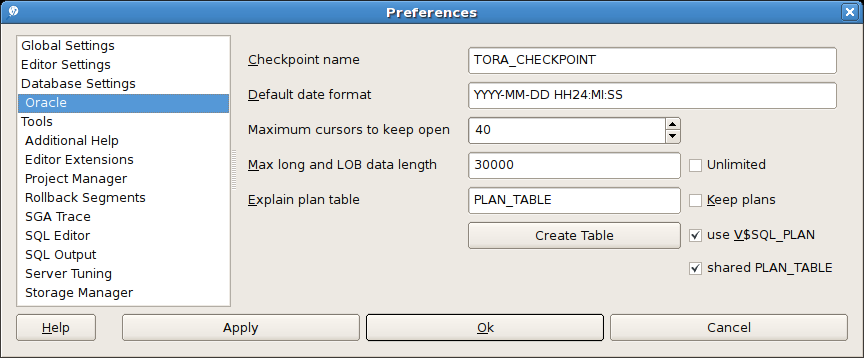 Preferences
Global Settings
Editor Settings
Database Settings
Oracle
Tools
Additional Help
Editor Extensions
Project Manager
Rollback Segments
SGA Trace
SQL Editor
SQL Output
Server Tuning
Storage Manager
Checkpoint name TORA_CHECKPOINT
Default date format YYYY-MM-DD HH24:MI:SS
Maximum cursors to keep open 40
Max long and LOB data length 30000 Unlimited
Explain plan table PLAN_TABLE Keep plans
Create Table use V$SQL_PLAN
shared PLAN_TABLE
Help Apply Ok Cancel